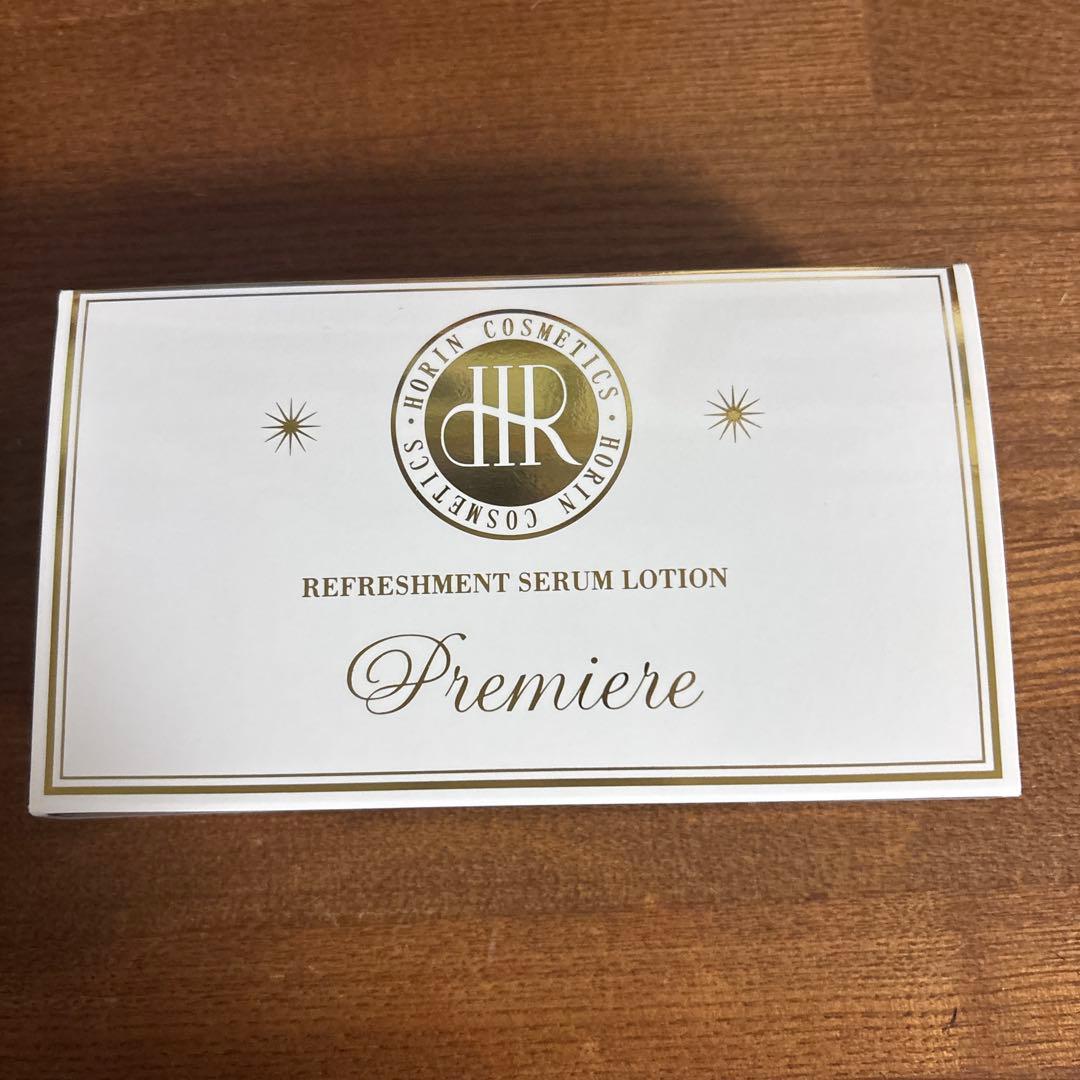 HORIN COSMETICS · HORIN COSMETICS ·
HR
REFRESHMENT SERUM LOTION
Premiere